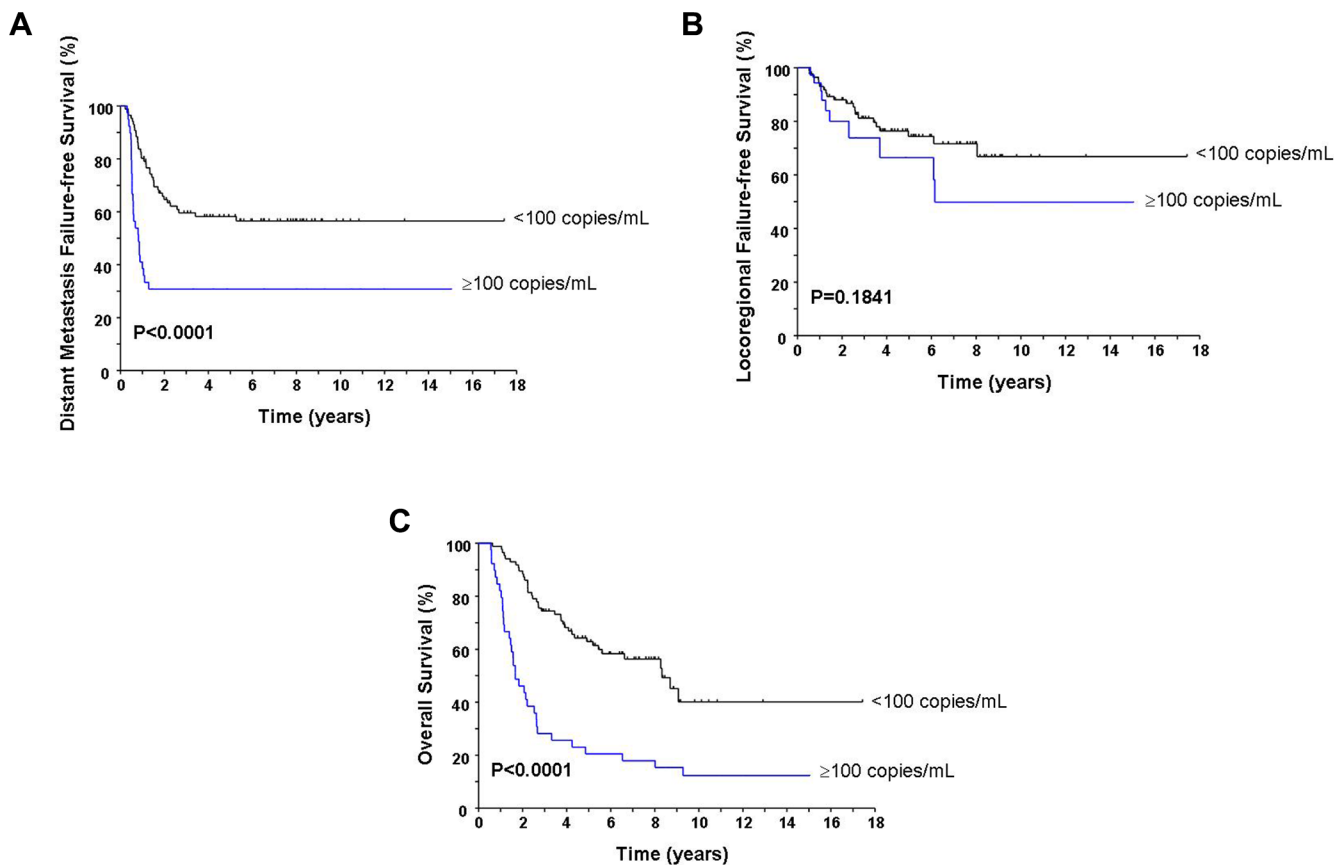 A
Distant Metastasis Failure-free Survival (%)
100
80
60
40
20
0
<100 copies/mL
≥100 copies/mL
P<0.0001
0 2 4 6 8 10 12 14 16 18
Time (years)
B
Locoregional Failure-free Survival (%)
100
80
60
40
20
0
<100 copies/mL
≥100 copies/mL
P=0.1841
0 2 4 6 8 10 12 14 16 18
Time (years)
C
Overall Survival (%)
100
80
60
40
20
0
<100 copies/mL
≥100 copies/mL
P<0.0001
0 2 4 6 8 10 12 14 16 18
Time (years)